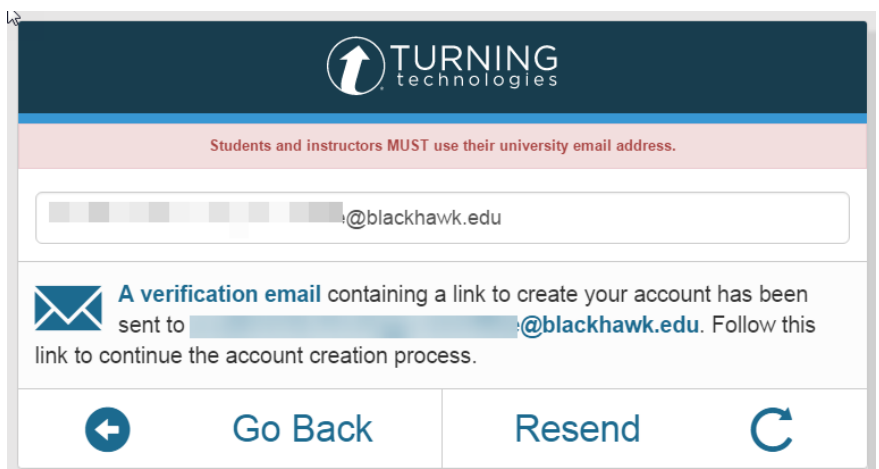 TURNING
technologies
Students and instructors MUST use their university email address.
@blackhawk.edu
A verification email containing a link to create your account has been
sent to @blackhawk.edu. Follow this
link to continue the account creation process.
Go Back Resend